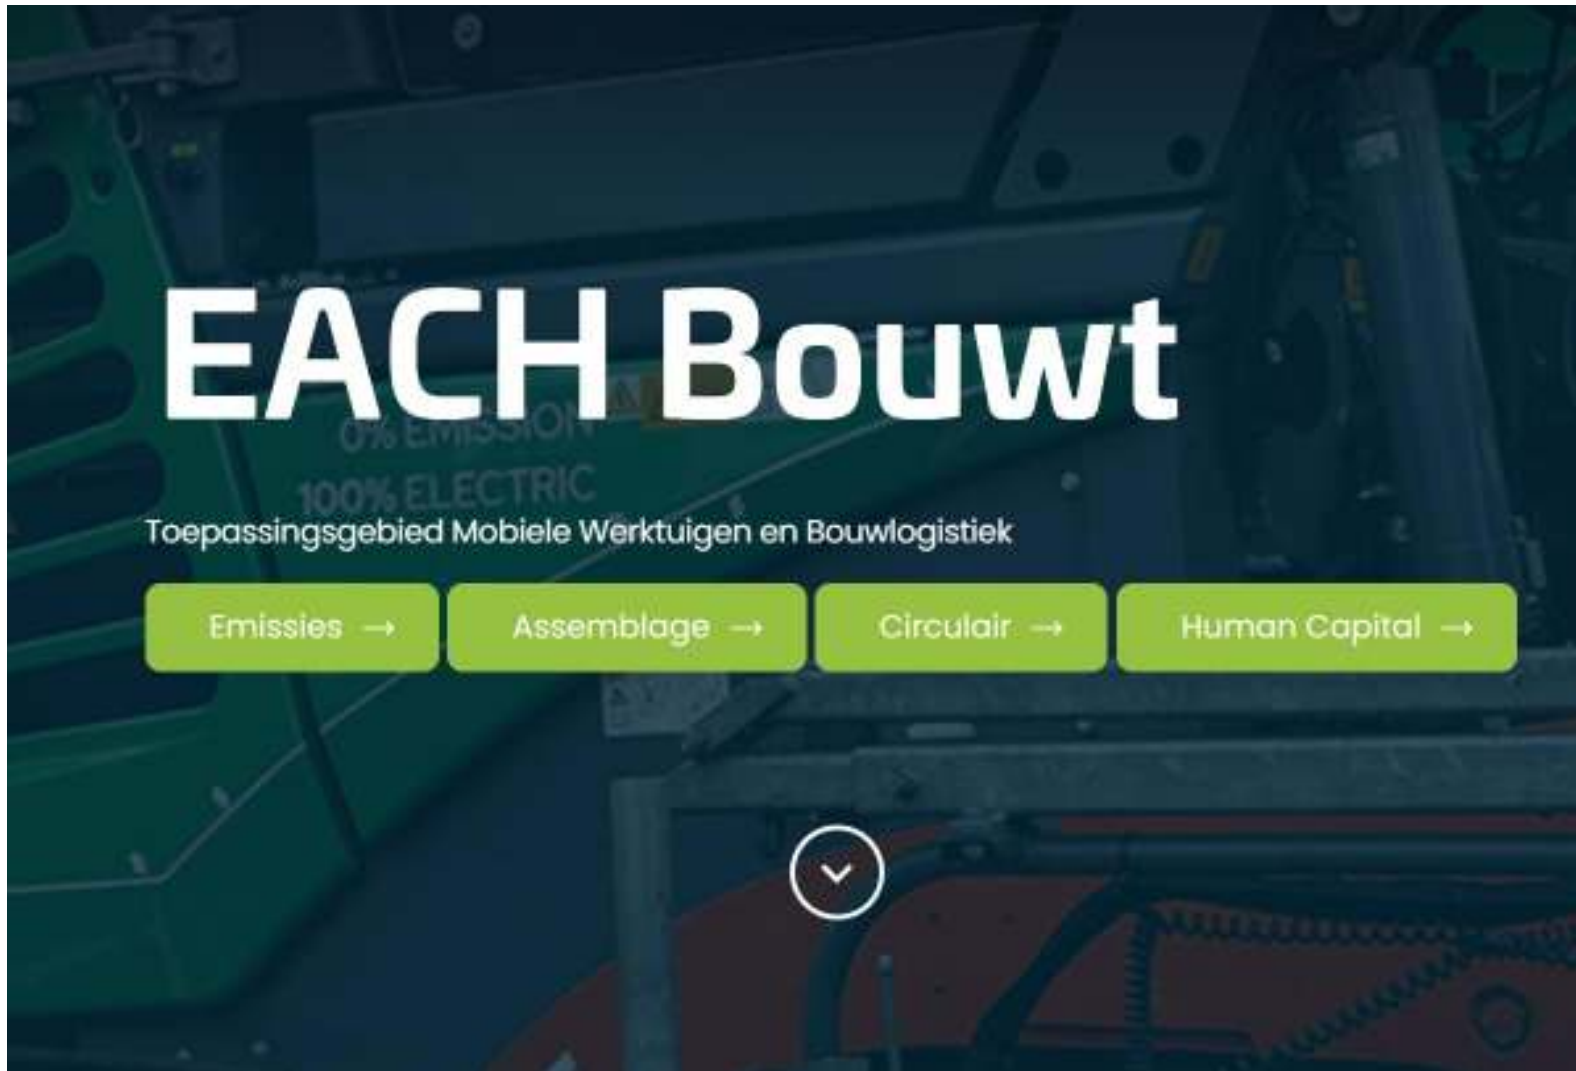 EACH Bouwt
0% EMISSION
100% ELECTRIC
Toepassingsgebied Mobiele Werktuigen en Bouwlogistiek
Emissies →
Assemblage →
Circulair →
Human Capital →